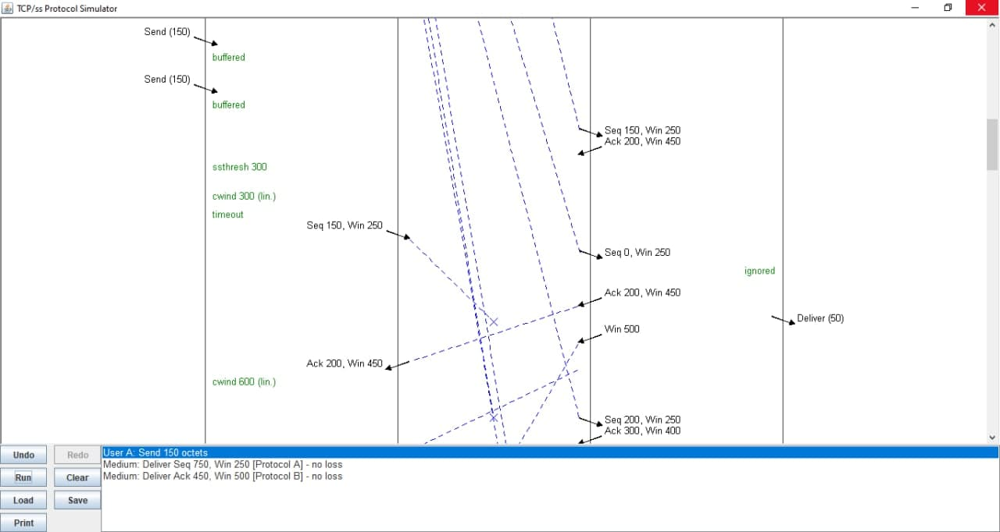 TCP/ss Protocol Simulator
Send (150)
buffered
Send (150)
buffered
Seq 150, Win 250
Ack 200, Win 450
ssthresh 300
cwind 300 (lin.)
timeout
Seq 150, Win 250
Seq 0, Win 250
ignored
Ack 200, Win 450
Deliver (50)
Win 500
Ack 200, Win 450
cwind 600 (lin.)
Seq 200, Win 250
Ack 300, Win 400
Undo
Redo
User A: Send 150 octets
Medium: Deliver Seq 750, Win 250 [Protocol A] - no loss
Medium: Deliver Ack 450, Win 500 [Protocol B] - no loss
Run
Clear
Load
Save
Print